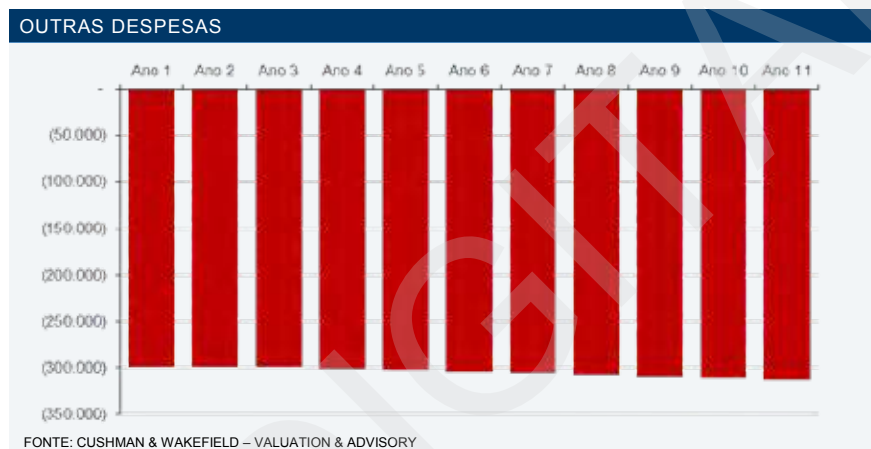 OUTRAS DESPESAS
Ano 1 Ano 2 Ano 3 Ano 4 Ano 5 Ano 6 Ano 7 Ano 8 Ano 9 Ano 10 Ano 11
-
(50.000)
(100.000)
(150.000)
(200.000)
(250.000)
(300.000)
(350.000)
FONTE: CUSHMAN & WAKEFIELD – VALUATION & ADVISORY